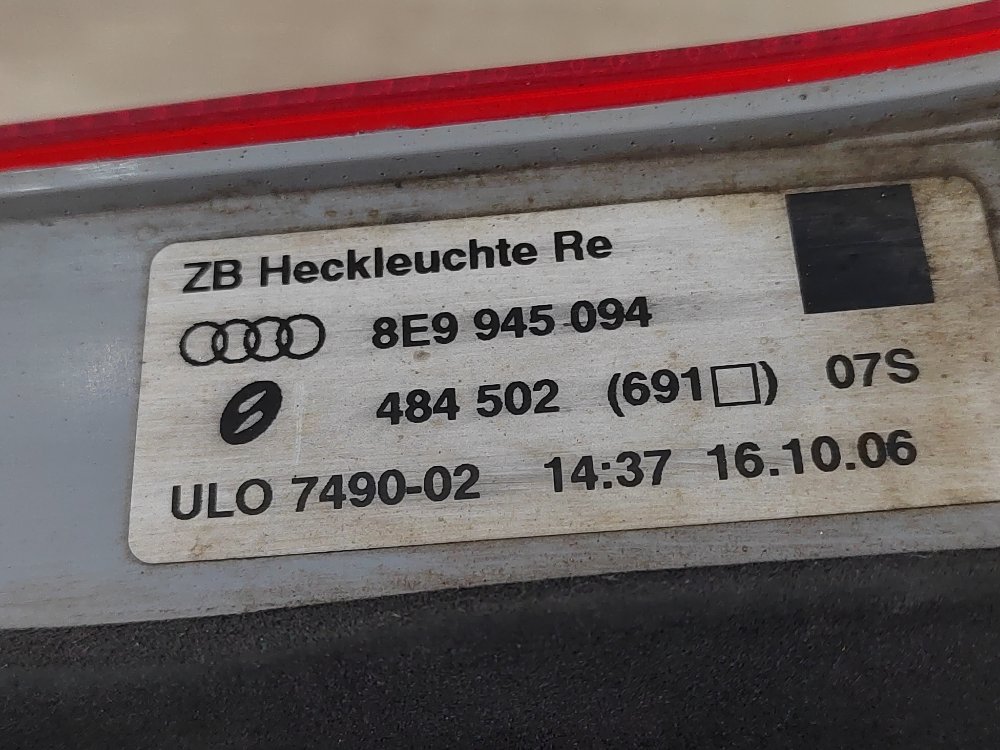 ZB Heckleuchte Re
8E9 945 094
484 502 (691□) 07S
ULO 7490-02 14:37 16.10.06